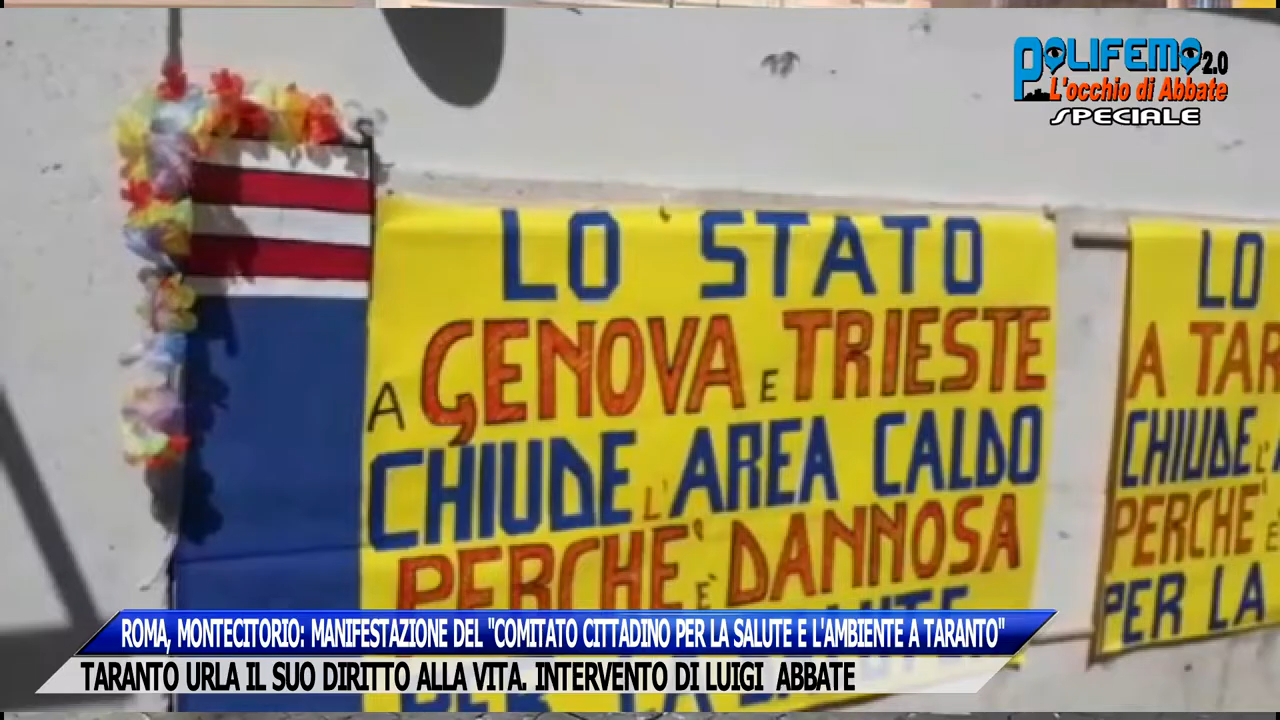 POLIFEMO 2.0
L'occhio di Abbate
SPECIALE
LO STATO
A GENOVA E TRIESTE
CHIUDE L'AREA CALDO
PERCHE' È DANNOSA
PER LA
LO
A TAR
CHIUDE L'
PERCHE' E
PER LA
ROMA, MONTECITORIO: MANIFESTAZIONE DEL "COMITATO CITTADINO PER LA SALUTE E L'AMBIENTE A TARANTO"
TARANTO URLA IL SUO DIRITTO ALLA VITA. INTERVENTO DI LUIGI ABBATE